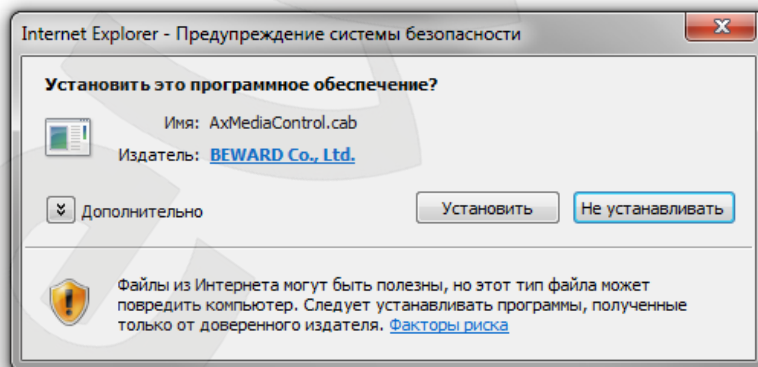 Internet Explorer - Предупреждение системы безопасности
Установить это программное обеспечение?
Имя: AxMediaControl.cab
Издатель: BEWARD Co., Ltd.
Дополнительно
Установить
Не устанавливать
Файлы из Интернета могут быть полезны, но этот тип файла может
повредить компьютер. Следует устанавливать программы, полученные
только от доверенного издателя. Факторы риска